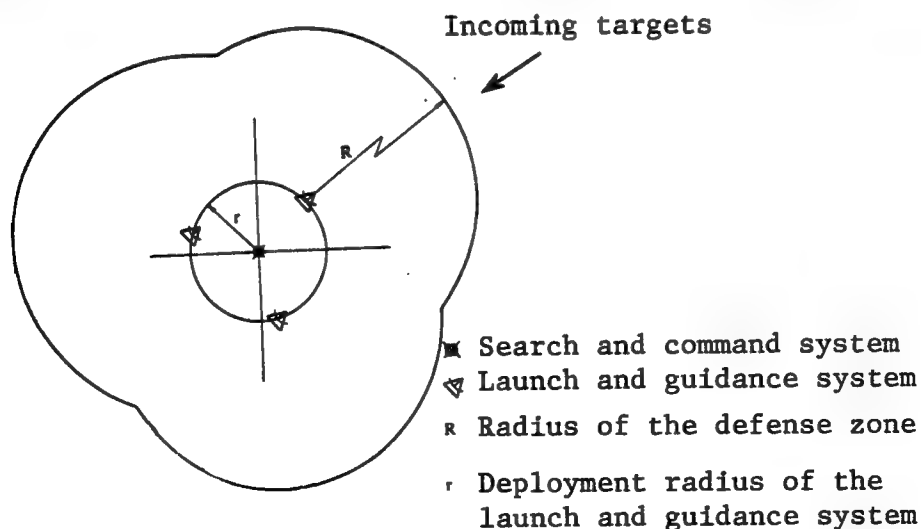 Incoming targets
R
r
Search and command system
Launch and guidance system
R Radius of the defense zone
r Deployment radius of the
launch and guidance system